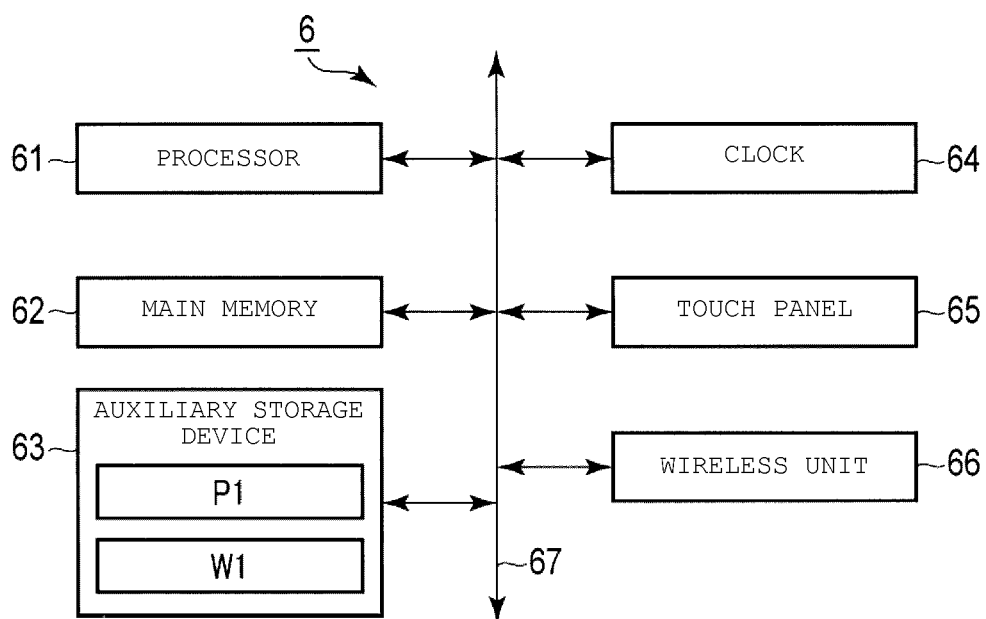 6
61 PROCESSOR
CLOCK 64
62 MAIN MEMORY
TOUCH PANEL 65
63 AUXILIARY STORAGE
DEVICE
P1
W1
WIRELESS UNIT 66
67